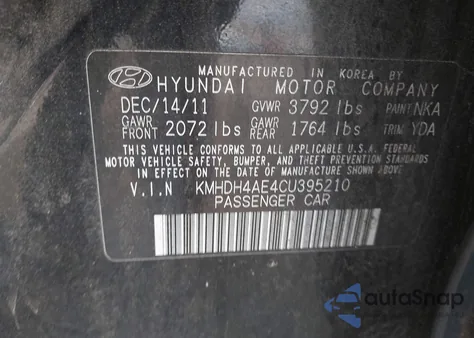 MANUFACTURED IN KOREA BY
HYUNDAI MOTOR COMPANY
DEC/14/11 GVWR 3792 lbs PAINT NKA
GAWR FRONT 2072 lbs GAWR REAR 1764 lbs TRIM YDA
THIS VEHICLE CONFORMS TO ALL APPLICABLE U.S.A. FEDERAL
MOTOR VEHICLE SAFETY, BUMPER, AND THEFT PREVENTION
STANDARDS IN EFFECT ON THE DATE OF MANUFACTURE SHOWN ABOVE.
V.I.N KMHDH4AE4CU395210
PASSENGER CAR
autoSnap